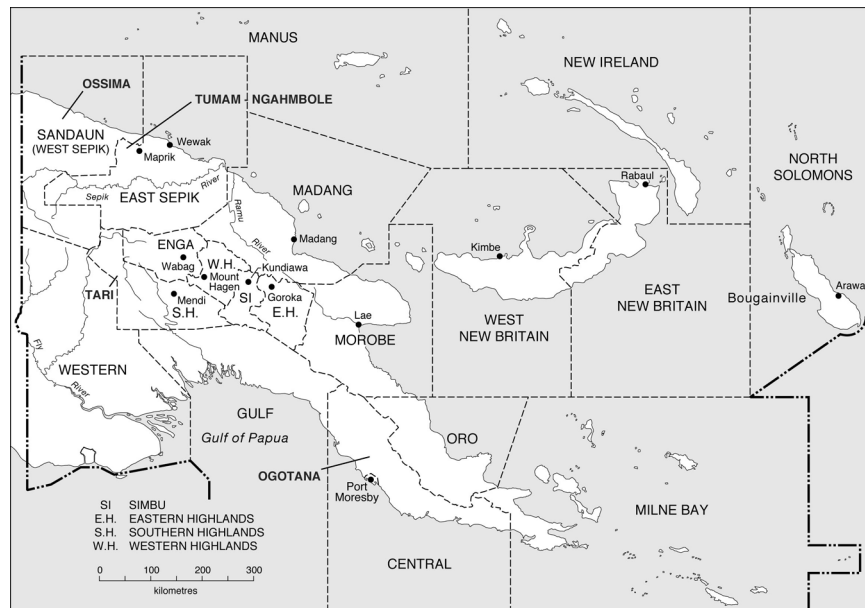 MANUS
NEW IRELAND
OSSIMA
TUMAM - NGAHMBOLE
SANDAUN
(WEST SEPIK)
Wewak
Maprik
NORTH
SOLOMONS
Rabaul
MADANG
River
Sepik
EAST SEPIK
Ramu
River
Madang
Kimbe
ENGA
Wabag
W.H.
Kundiawa
Mount
Hagen
TARI
Mendi
S.H.
SI
Goroka
E.H.
EAST
NEW BRITAIN
Bougainville
Arawa
Lae
MOROBE
WEST
NEW BRITAIN
Fly
River
WESTERN
GULF
Gulf of Papua
ORO
OGOTANA
Port
Moresby
MILNE BAY
CENTRAL
SI SIMBU
E.H. EASTERN HIGHLANDS
S.H. SOUTHERN HIGHLANDS
W.H. WESTERN HIGHLANDS
0 100 200 300
kilometres